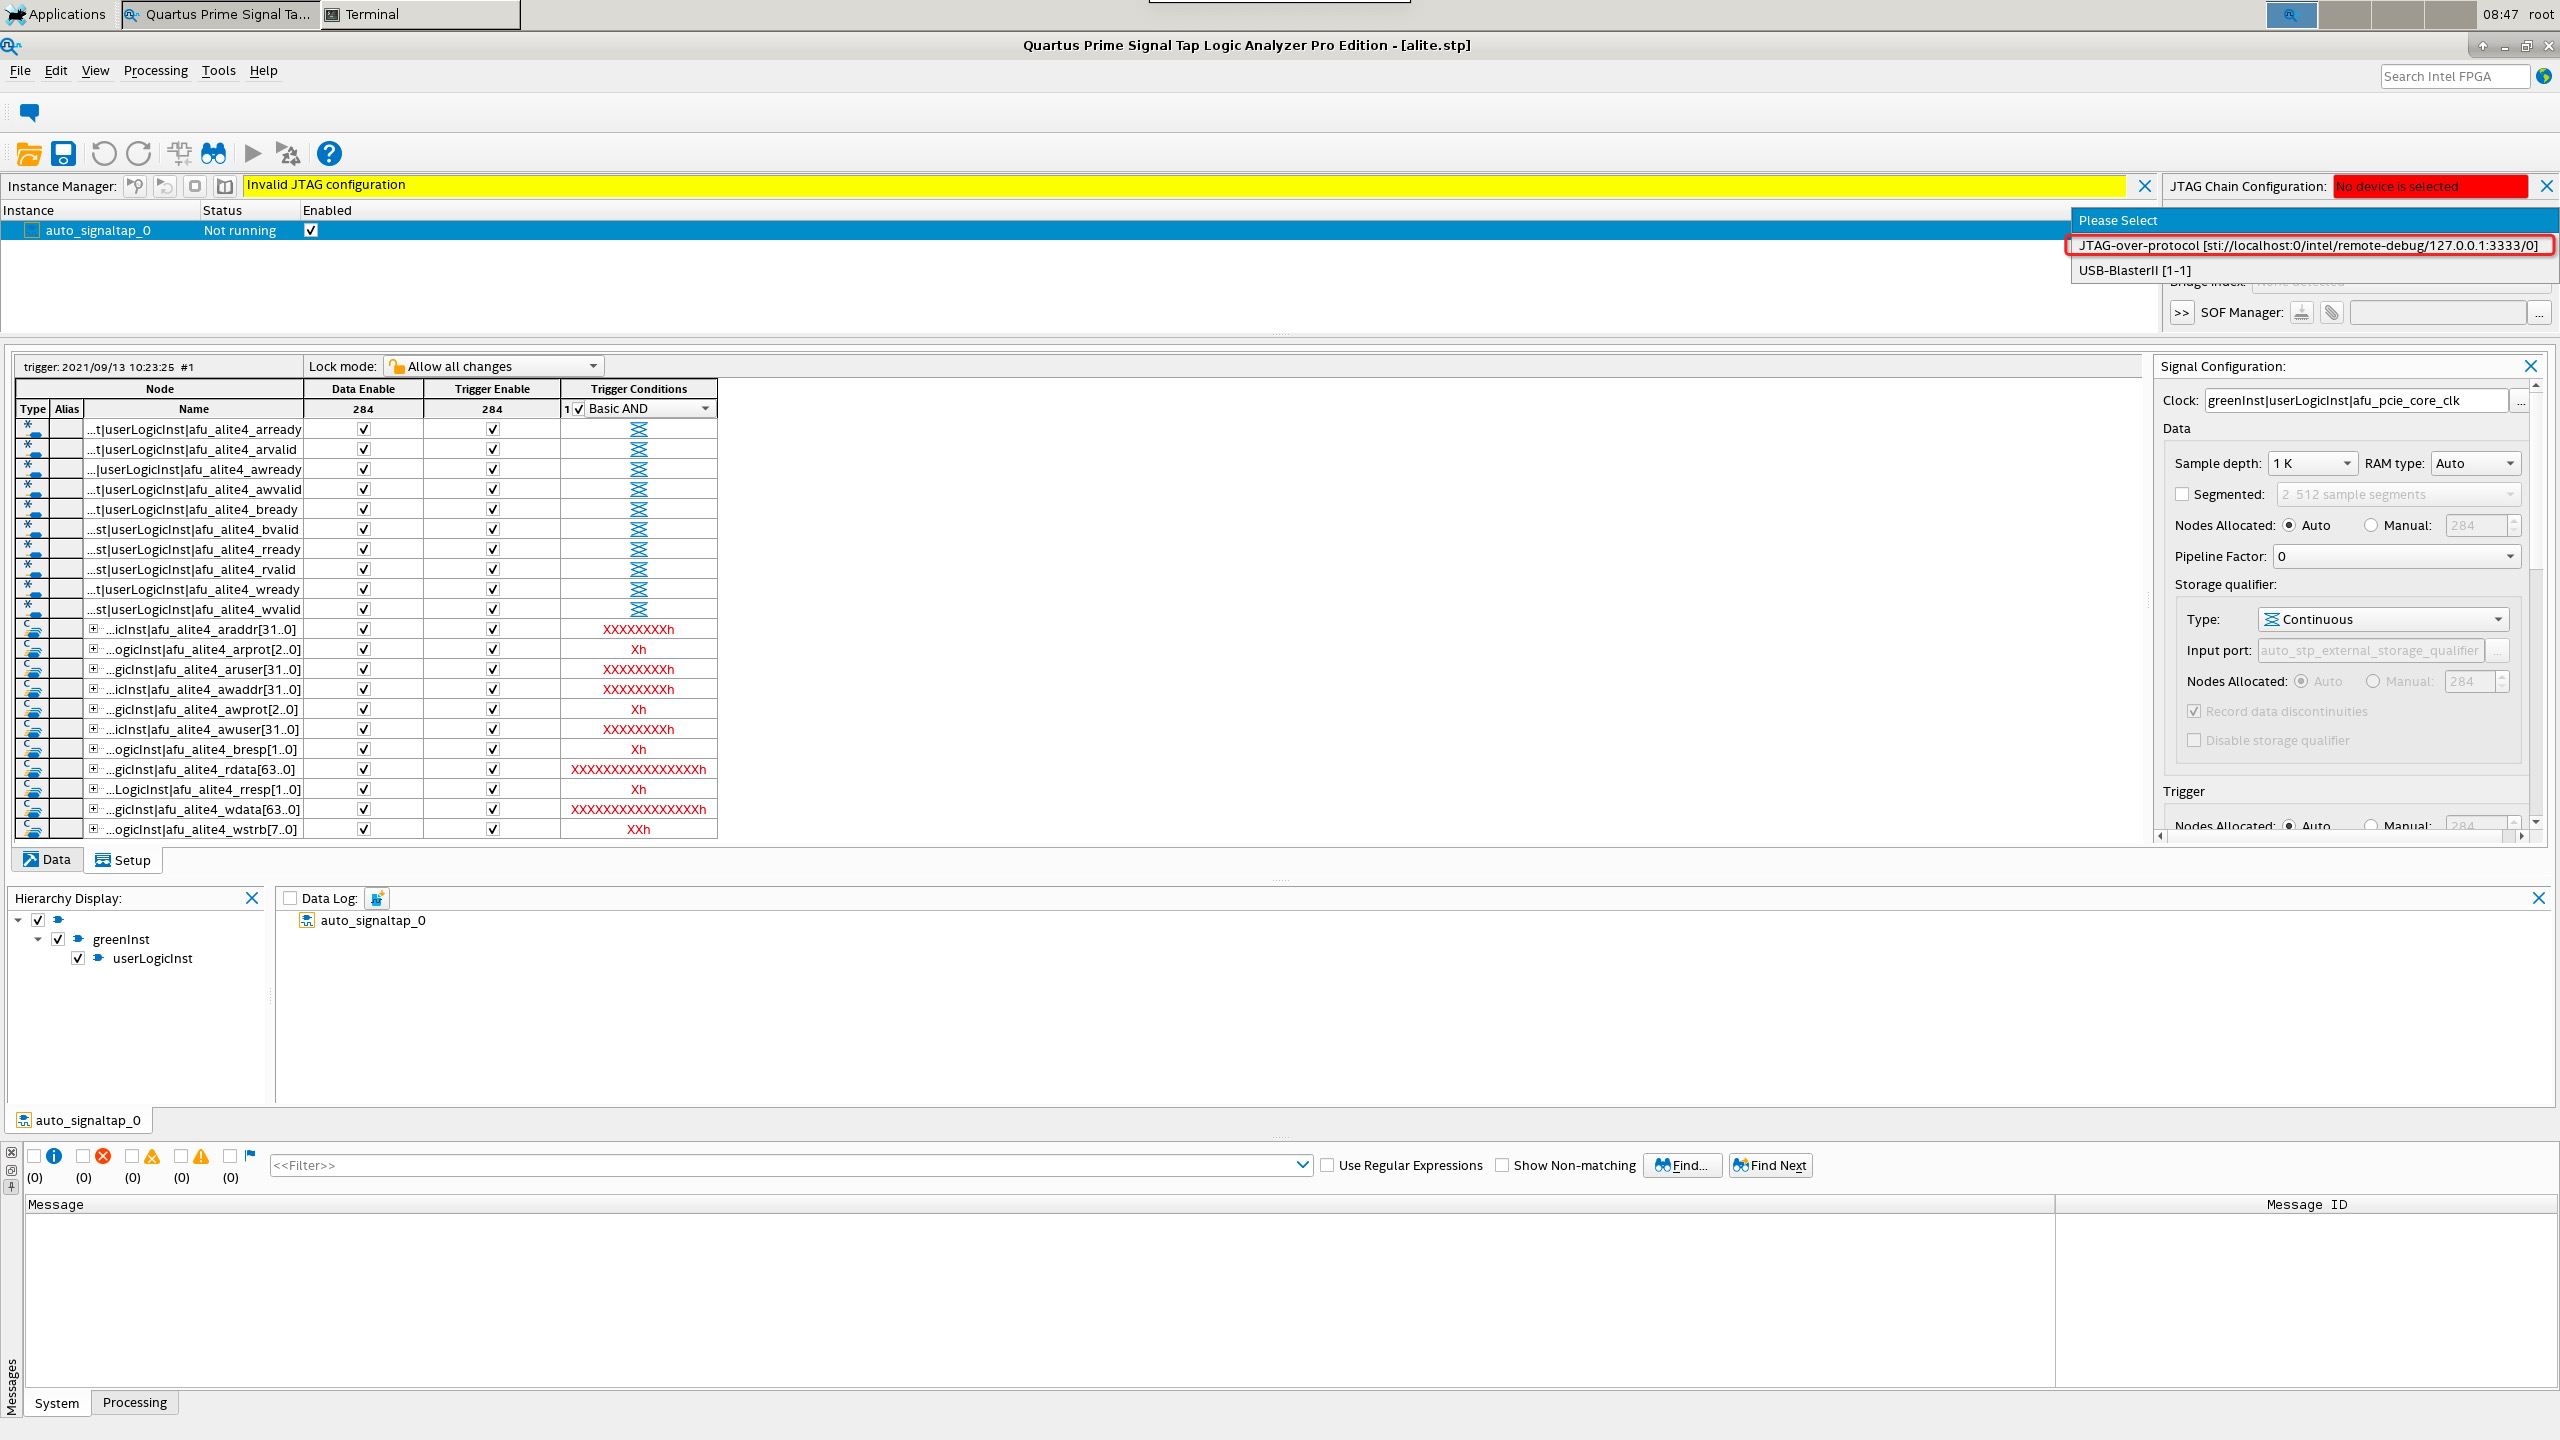 Applications
Quartus Prime Signal Ta...
Terminal
08:47
root
Quartus Prime Signal Tap Logic Analyzer Pro Edition - [alite.stp]
File Edit View Processing Tools Help
Search Intel FPGA
Instance Manager:
Invalid JTAG configuration
JTAG Chain Configuration:
No device is selected
Instance Status Enabled
auto_signaltap_0 Not running
Please Select
JTAG-over-protocol [sti://localhost:0/intel/remote-debug/127.0.0.1:3333/0]
USB-BlasterII [1-1]
>> SOF Manager: ...
trigger: 2021/09/13 10:23:25 #1
Lock mode: Allow all changes
Node Data Enable Trigger Enable Trigger Conditions
Type Alias Name 284 284 1 Basic AND
...t|userLogicInst|afu_alite4_arready
...t|userLogicInst|afu_alite4_arvalid
...|userLogicInst|afu_alite4_awready
...t|userLogicInst|afu_alite4_awvalid
...t|userLogicInst|afu_alite4_bready
...st|userLogicInst|afu_alite4_bvalid
...st|userLogicInst|afu_alite4_rready
...st|userLogicInst|afu_alite4_rvalid
...t|userLogicInst|afu_alite4_wready
...st|userLogicInst|afu_alite4_wvalid
...icInst|afu_alite4_araddr[31..0] XXXXXXXXh
...ogicInst|afu_alite4_arprot[2..0] Xh
...gicInst|afu_alite4_aruser[31..0] XXXXXXXXh
...icInst|afu_alite4_awaddr[31..0] XXXXXXXXh
...gicInst|afu_alite4_awprot[2..0] Xh
...icInst|afu_alite4_awuser[31..0] XXXXXXXXh
...ogicInst|afu_alite4_bresp[1..0] Xh
...gicInst|afu_alite4_rdata[63..0] XXXXXXXXXXXXXXXXh
...LogicInst|afu_alite4_rresp[1..0] Xh
...gicInst|afu_alite4_wdata[63..0] XXXXXXXXXXXXXXXXh
...ogicInst|afu_alite4_wstrb[7..0] XXh
Data Setup
Signal Configuration:
Clock: greenInst|userLogicInst|afu_pcie_core_clk ...
Data
Sample depth: 1 K RAM type: Auto
Segmented: 2 512 sample segments
Nodes Allocated: Auto Manual: 284
Pipeline Factor: 0
Storage qualifier:
Type: Continuous
Input port: auto_stp_external_storage_qualifier ...
Nodes Allocated: Auto Manual: 284
Record data discontinuities
Disable storage qualifier
Trigger
Nodes Allocated: Auto Manual: 284
Hierarchy Display:
greenInst
userLogicInst
Data Log:
auto_signaltap_0
auto_signaltap_0
(0) (0) (0) (0) (0)
<<Filter>>
Use Regular Expressions
Show Non-matching
Find...
Find Next
Message Message ID
Messages
System Processing